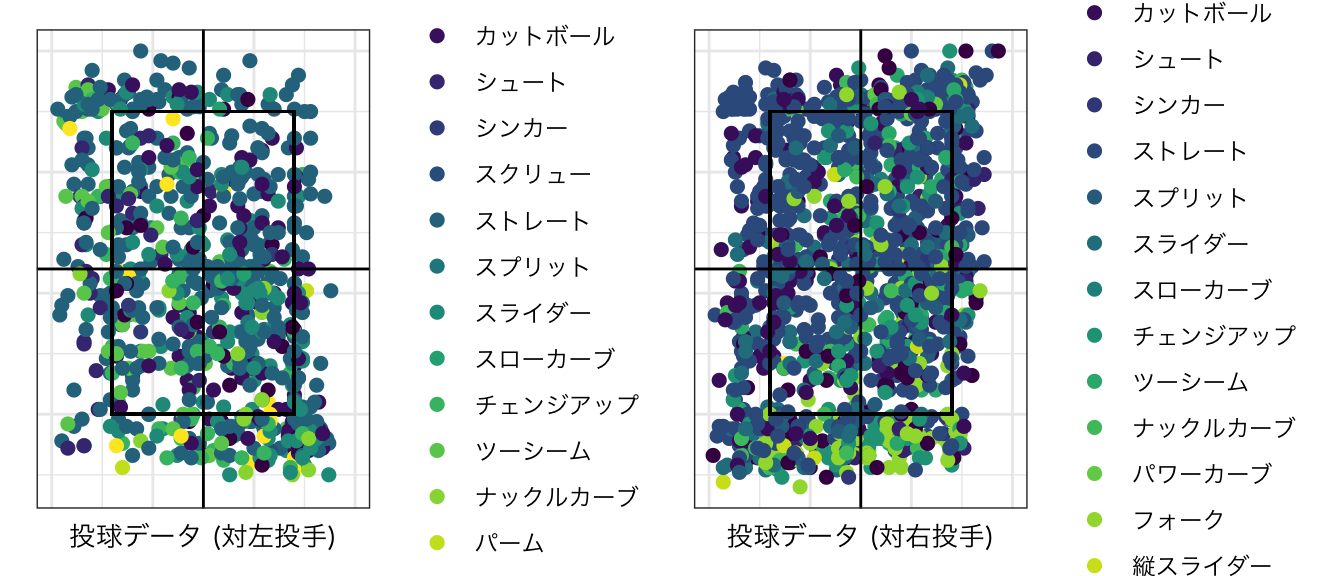 カットボール
シュート
シンカー
スクリュー
ストレート
スプリット
スライダー
スローカーブ
チェンジアップ
ツーシーム
ナックルカーブ
パーム
投球データ (対左投手)
カットボール
シュート
シンカー
ストレート
スプリット
スライダー
スローカーブ
チェンジアップ
ツーシーム
ナックルカーブ
パワーカーブ
フォーク
縦スライダー
投球データ (対右投手)